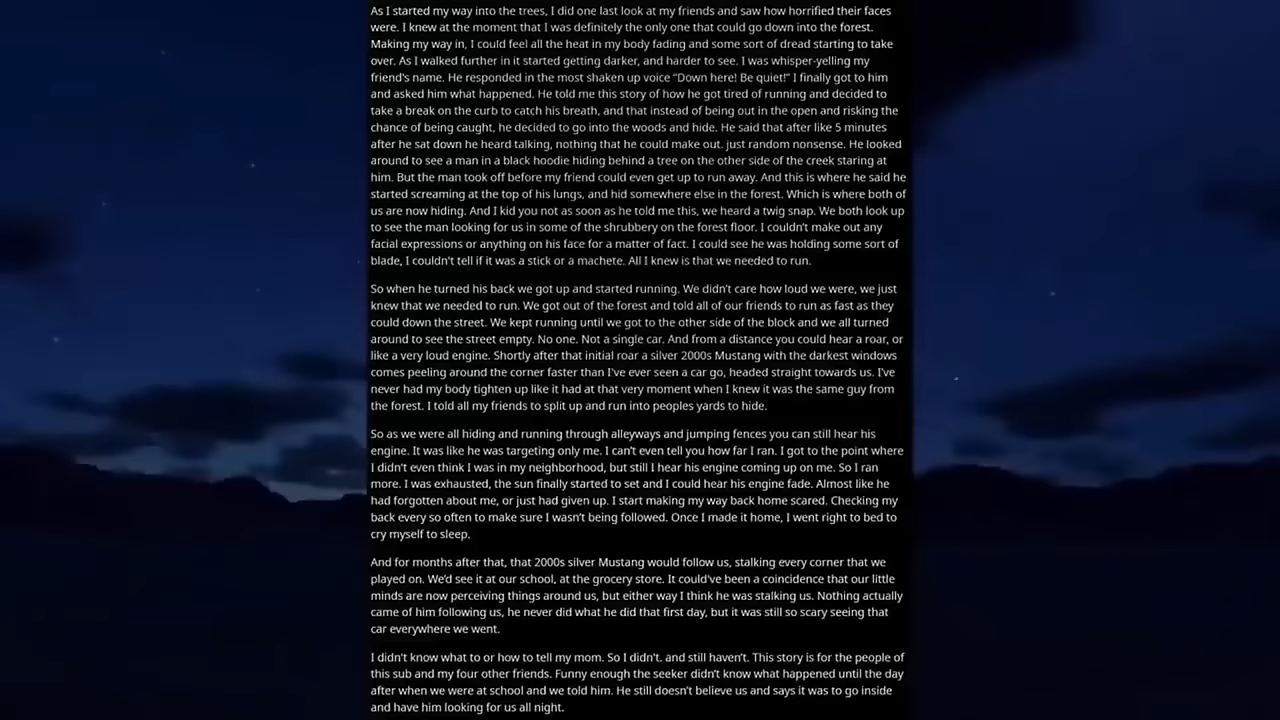 As I started my way into the trees, I did one last look at my friends and saw how horrified their faces
were. I knew at the moment that I was definitely the only one that could go down into the forest.
Making my way in, I could feel all the heat in my body fading and some sort of dread starting to take
over. As I walked further in it started getting darker, and harder to see. I was whisper-yelling my
friend's name. He responded in the most shaken up voice “Down here! Be quiet!” I finally got to him
and asked him what happened. He told me this story of how he got tired of running and decided to
take a break on the curb to catch his breath, and that instead of being out in the open and risking the
chance of being caught, he decided to go into the woods and hide. He said that after like 5 minutes
after he sat down he heard talking, nothing that he could make out. just random nonsense. He looked
around to see a man in a black hoodie hiding behind a tree on the other side of the creek staring at
him. But the man took off before my friend could even get up to run away. And this is where he said he
started screaming at the top of his lungs, and hid somewhere else in the forest. Which is where both of
us are now hiding. And I kid you not as soon as he told me this, we heard a twig snap. We both look up
to see the man looking for us in some of the shrubbery on the forest floor. I couldn’t make out any
facial expressions or anything on his face for a matter of fact. I could see he was holding some sort of
blade, I couldn't tell if it was a stick or a machete. All I knew is that we needed to run.
So when he turned his back we got up and started running. We didn’t care how loud we were, we just
knew that we needed to run. We got out of the forest and told all of our friends to run as fast as they
could down the street. We kept running until we got to the other side of the block and we all turned
around to see the street empty. No one. Not a single car. And from a distance you could hear a roar, or
like a very loud engine. Shortly after that initial roar a silver 2000s Mustang with the darkest windows
comes peeling around the corner faster than I’ve ever seen a car go, headed straight towards us. I’ve
never had my body tighten up like it had at that very moment when I knew it was the same guy from
the forest. I told all my friends to split up and run into peoples yards to hide.
So as we were all hiding and running through alleyways and jumping fences you can still hear his
engine. It was like he was targeting only me. I can’t even tell you how far I ran. I got to the point where
I didn’t even think I was in my neighborhood, but still I hear his engine coming up on me. So I ran
more. I was exhausted, the sun finally started to set and I could hear his engine fade. Almost like he
had forgotten about me, or just had given up. I start making my way back home scared. Checking my
back every so often to make sure I wasn’t being followed. Once I made it home, I went right to bed to
cry myself to sleep.
And for months after that, that 2000s silver Mustang would follow us, stalking every corner that we
played on. We’d see it at our school, at the grocery store. It could've been a coincidence that our little
minds are now perceiving things around us, but either way I think he was stalking us. Nothing actually
came of him following us, he never did what he did that first day, but it was still so scary seeing that
car everywhere we went.
I didn't know what to or how to tell my mom. So I didn't. and still haven’t. This story is for the people of
this sub and my four other friends. Funny enough the seeker didn’t know what happened until the day
after when we were at school and we told him. He still doesn’t believe us and says it was to go inside
and have him looking for us all night.